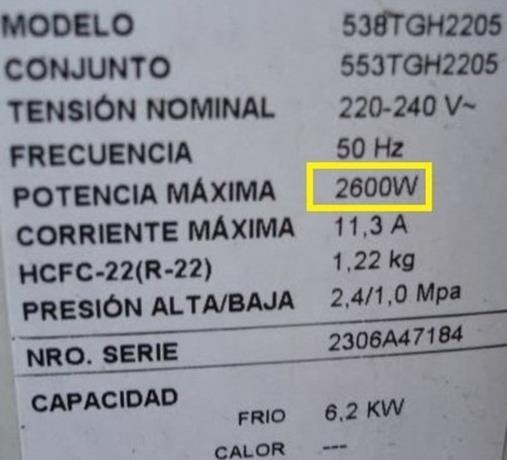 MODELO 538TGH2205
CONJUNTO 553TGH2205
TENSIÓN NOMINAL 220-240 V~
FRECUENCIA 50 Hz
POTENCIA MÁXIMA 2600W
CORRIENTE MÁXIMA 11,3 A
HCFC-22(R-22) 1,22 kg
PRESIÓN ALTA/BAJA 2,4/1,0 Mpa
NRO. SERIE 2306A47184
CAPACIDAD
FRIO 6,2 KW
CALOR ---